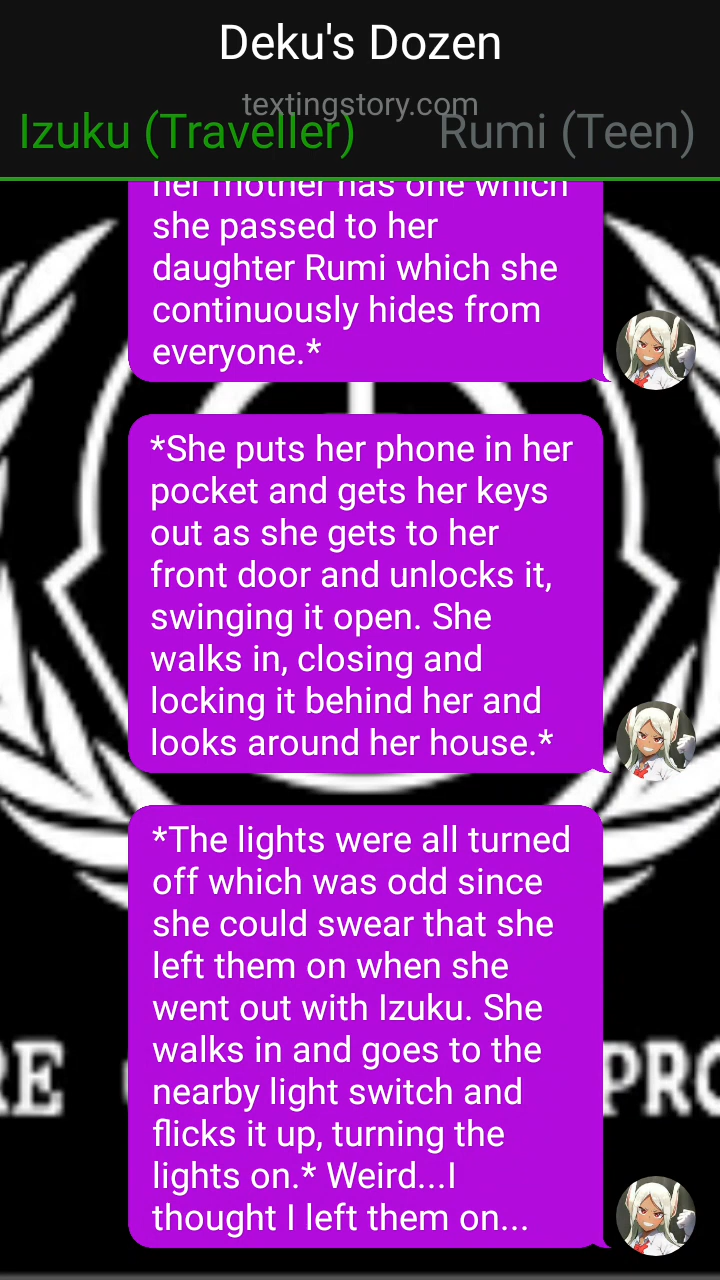 Deku's Dozen
textingstory.com
Izuku (Traveller) Rumi (Teen)
her mother has one which
she passed to her
daughter Rumi which she
continuously hides from
everyone.*
*She puts her phone in her
pocket and gets her keys
out as she gets to her
front door and unlocks it,
swinging it open. She
walks in, closing and
locking it behind her and
looks around her house.*
*The lights were all turned
off which was odd since
she could swear that she
left them on when she
went out with Izuku. She
walks in and goes to the
nearby light switch and
flicks it up, turning the
lights on.* Weird...I
thought I left them on...
RE PRO